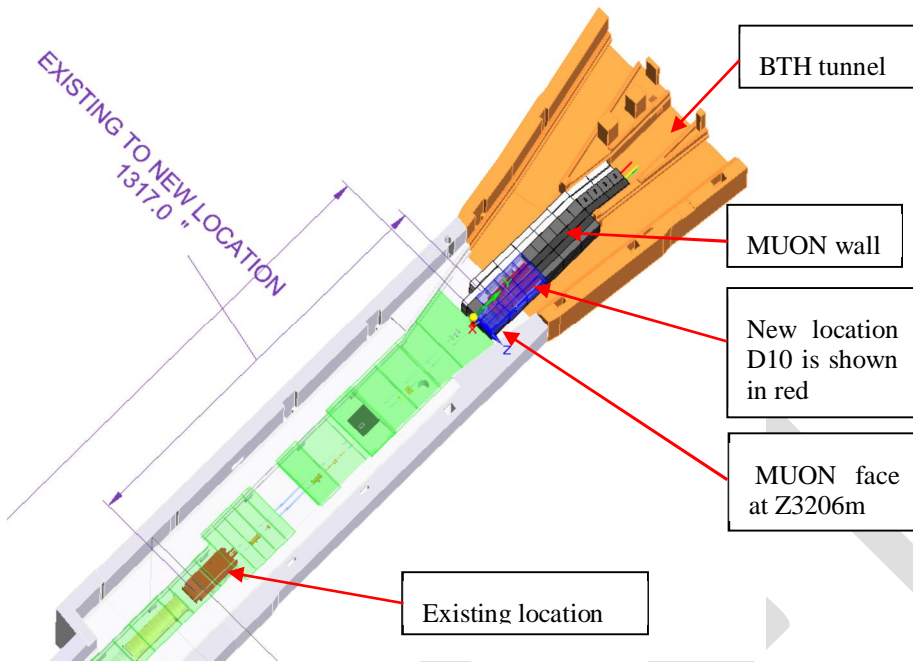 BTH tunnel
EXISTING TO NEW LOCATION
1317.0 "
MUON wall
New location
D10 is shown
in red
X
Z
MUON face
at Z3206m
Existing location